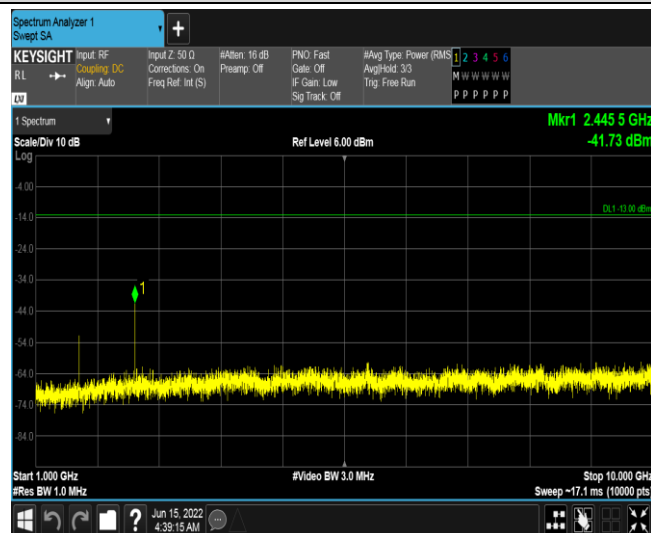 Spectrum Analyzer 1
Swept SA
+
KEYSIGHT
RL
LXI
Input: RF
Coupling: DC
Align: Auto
Input Z: 50 Ω
Corrections: On
Freq Ref: Int (S)
#Atten: 16 dB
Preamp: Off
PNO: Fast
Gate: Off
IF Gain: Low
Sig Track: Off
#Avg Type: Power (RMS
Avg|Hold: 3/3
Trig: Free Run
1 2 3 4 5 6
M W W W W W
P P P P P P
1 Spectrum
Mkr1 2.445 5 GHz
Scale/Div 10 dB
Ref Level 6.00 dBm
-41.73 dBm
Log
-4.00
DL1 -13.00 dBm
-14.0
-24.0
-34.0
1
-44.0
-54.0
-64.0
-74.0
-84.0
Start 1.000 GHz
#Video BW 3.0 MHz
Stop 10.000 GHz
#Res BW 1.0 MHz
Sweep ~17.1 ms (10000 pts)
?
Jun 15, 2022
4:39:15 AM